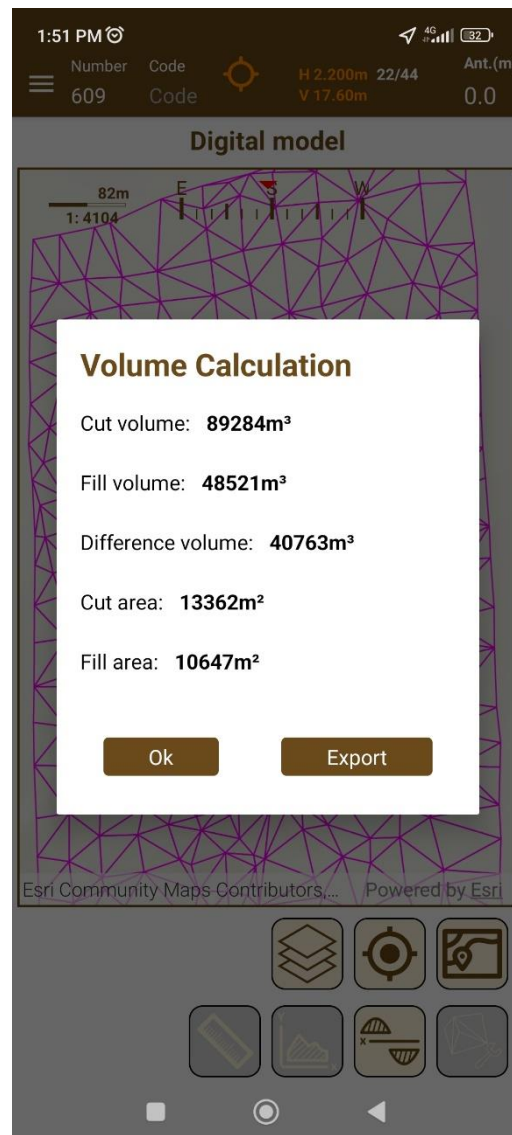 1:51 PM 4G 32
Number Code H 2.200m 22/44 Ant.(m
609 Code V 17.60m 0.0
Digital model
82m E S W
1: 4104
Volume Calculation
Cut volume: 89284m³
Fill volume: 48521m³
Difference volume: 40763m³
Cut area: 13362m²
Fill area: 10647m²
Ok Export
Esri Community Maps Contributors,... Powered by Esri
Y
X
x